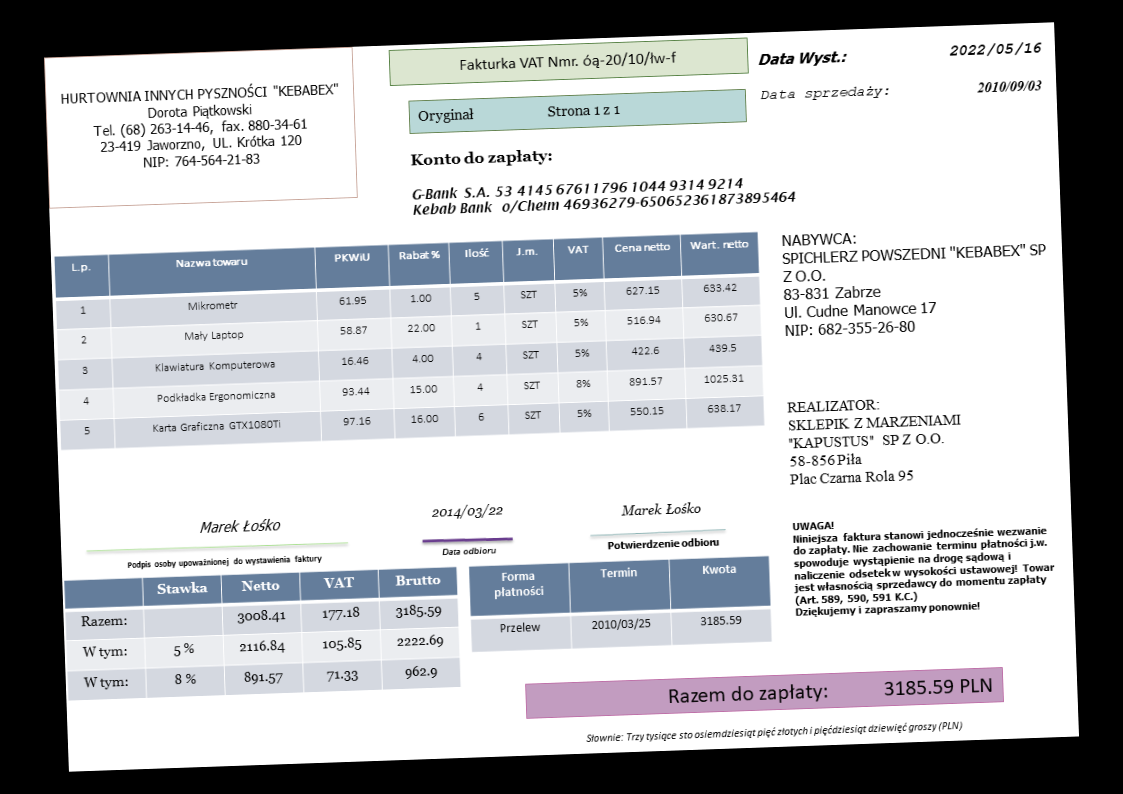 HURTOWNIA INNYCH PYSZNOŚCI "KEBABEX"
Dorota Piątkowski
Tel. (68) 263-14-46, fax. 880-34-61
23-419 Jaworzno, UL. Krótka 120
NIP: 764-564-21-83
Fakturka VAT Nmr. óą-20/10/łw-f
Oryginał Strona 1 z 1
Data Wyst.: 2022/05/16
Data sprzedaży: 2010/09/03
Konto do zapłaty:
G-Bank S.A. 53 4145 67611796 1044 9314 9214
Kebab Bank o/Chełm 46936279-650652361873895464
NABYWCA:
SPICHLERZ POWSZEDNI "KEBABEX" SP
Z O.O.
83-831 Zabrze
Ul. Cudne Manowce 17
NIP: 682-355-26-80
L.p. Nazwa towaru PKWiU Rabat % Ilość J.m. VAT Cena netto Wart. netto
1 Mikrometr 61.95 1.00 5 SZT 5% 627.15 633.42
2 Mały Laptop 58.87 22.00 1 SZT 5% 516.94 630.67
3 Klawiatura Komputerowa 16.46 4.00 4 SZT 5% 422.6 439.5
4 Podkładka Ergonomiczna 93.44 15.00 4 SZT 8% 891.57 1025.31
5 Karta Graficzna GTX1080Ti 97.16 16.00 6 SZT 5% 550.15 638.17
REALIZATOR:
SKLEPIK Z MARZENIAMI
"KAPUSTUS" SP Z O.O.
58-856 Piła
Plac Czarna Rola 95
Marek Łośko
Podpis osoby upoważnionej do wystawienia faktury
2014/03/22
Data odbioru
Marek Łośko
Potwierdzenie odbioru
UWAGA!
Niniejsza faktura stanowi jednocześnie wezwanie
do zapłaty. Nie zachowanie terminu płatności j.w.
spowoduje wystąpienie na drogę sądową i
naliczenie odsetek w wysokości ustawowej! Towar
jest własnością sprzedawcy do momentu zapłaty
(Art. 589, 590, 591 K.C.)
Dziękujemy i zapraszamy ponownie!
Stawka Netto VAT Brutto
Razem: 3008.41 177.18 3185.59
W tym: 5 % 2116.84 105.85 2222.69
W tym: 8 % 891.57 71.33 962.9
Forma płatności Termin Kwota
Przelew 2010/03/25 3185.59
Razem do zapłaty: 3185.59 PLN
Słownie: Trzy tysiące sto osiemdziesiąt pięć złotych i pięćdziesiąt dziewięć groszy (PLN)